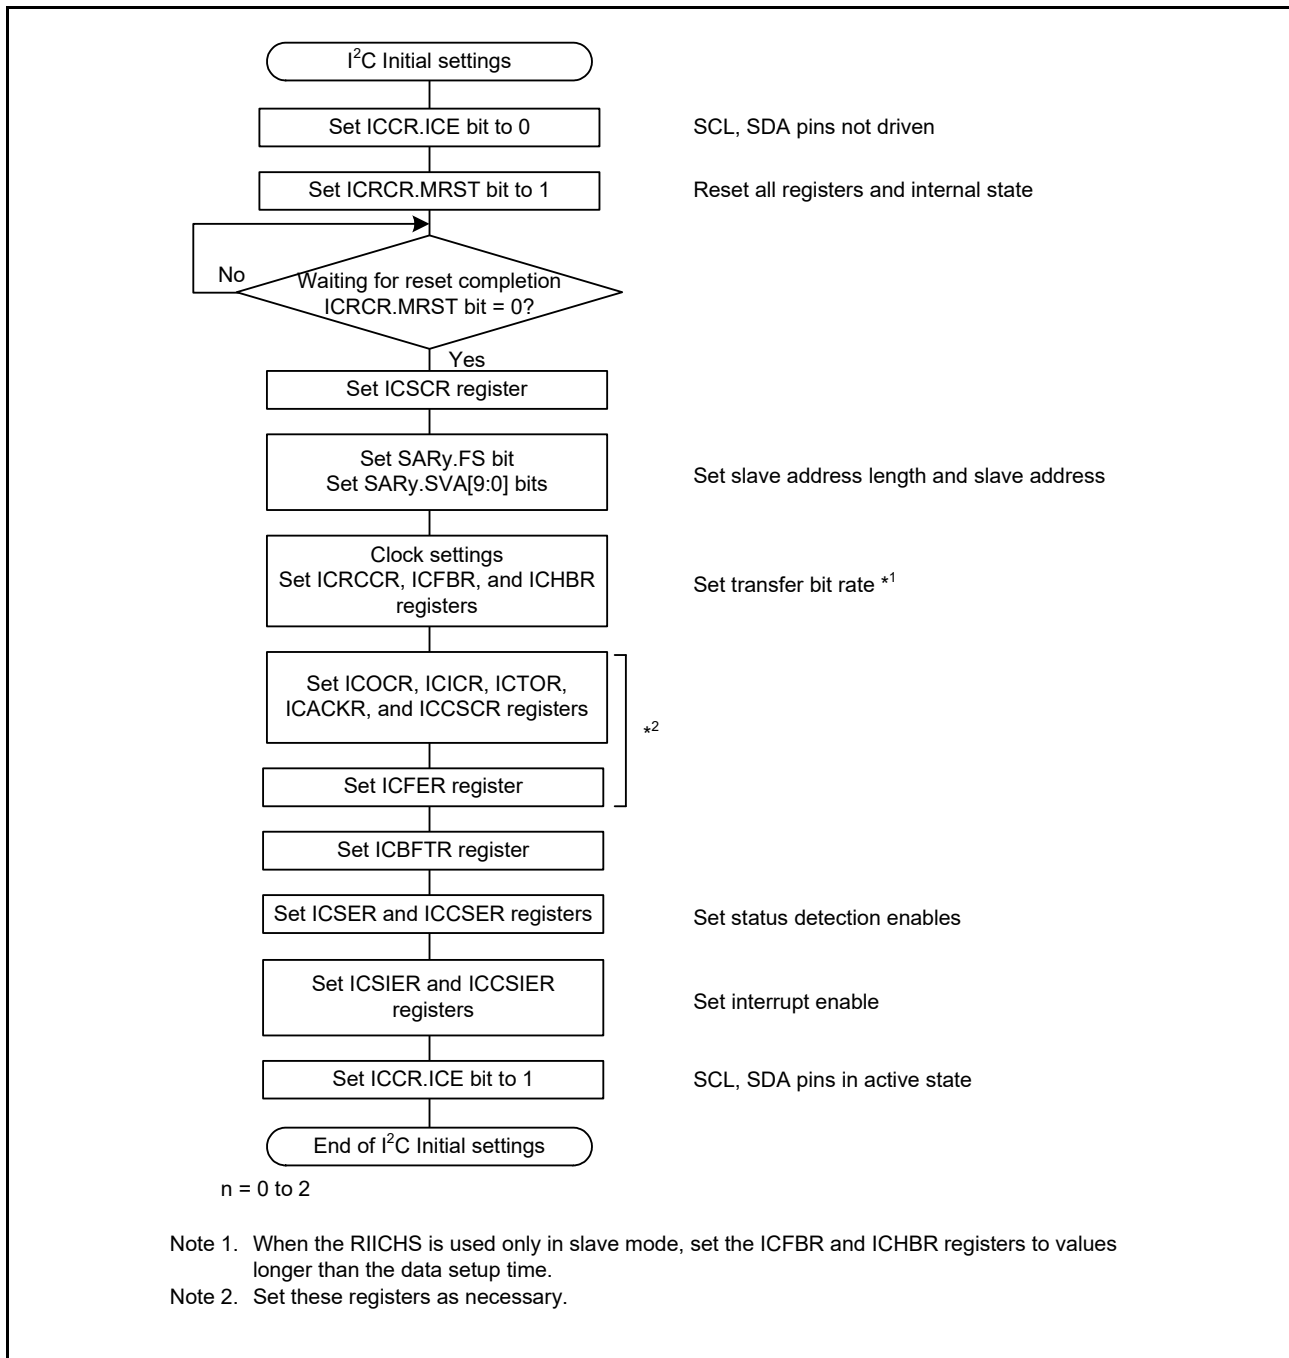 I²C Initial settings
Set ICCR.ICE bit to 0
SCL, SDA pins not driven
Set ICRCR.MRST bit to 1
Reset all registers and internal state
No
Waiting for reset completion
ICRCR.MRST bit = 0?
Yes
Set ICSCR register
Set SARy.FS bit
Set SARy.SVA[9:0] bits
Set slave address length and slave address
Clock settings
Set ICRCCR, ICFBR, and ICHBR
registers
Set transfer bit rate *¹
Set ICOCR, ICICR, ICTOR,
ICACKR, and ICCSCR registers
*²
Set ICFER register
Set ICBFTR register
Set ICSER and ICCSER registers
Set status detection enables
Set ICSIER and ICCSIER
registers
Set interrupt enable
Set ICCR.ICE bit to 1
SCL, SDA pins in active state
End of I²C Initial settings
n = 0 to 2
Note 1. When the RIICHS is used only in slave mode, set the ICFBR and ICHBR registers to values
longer than the data setup time.
Note 2. Set these registers as necessary.